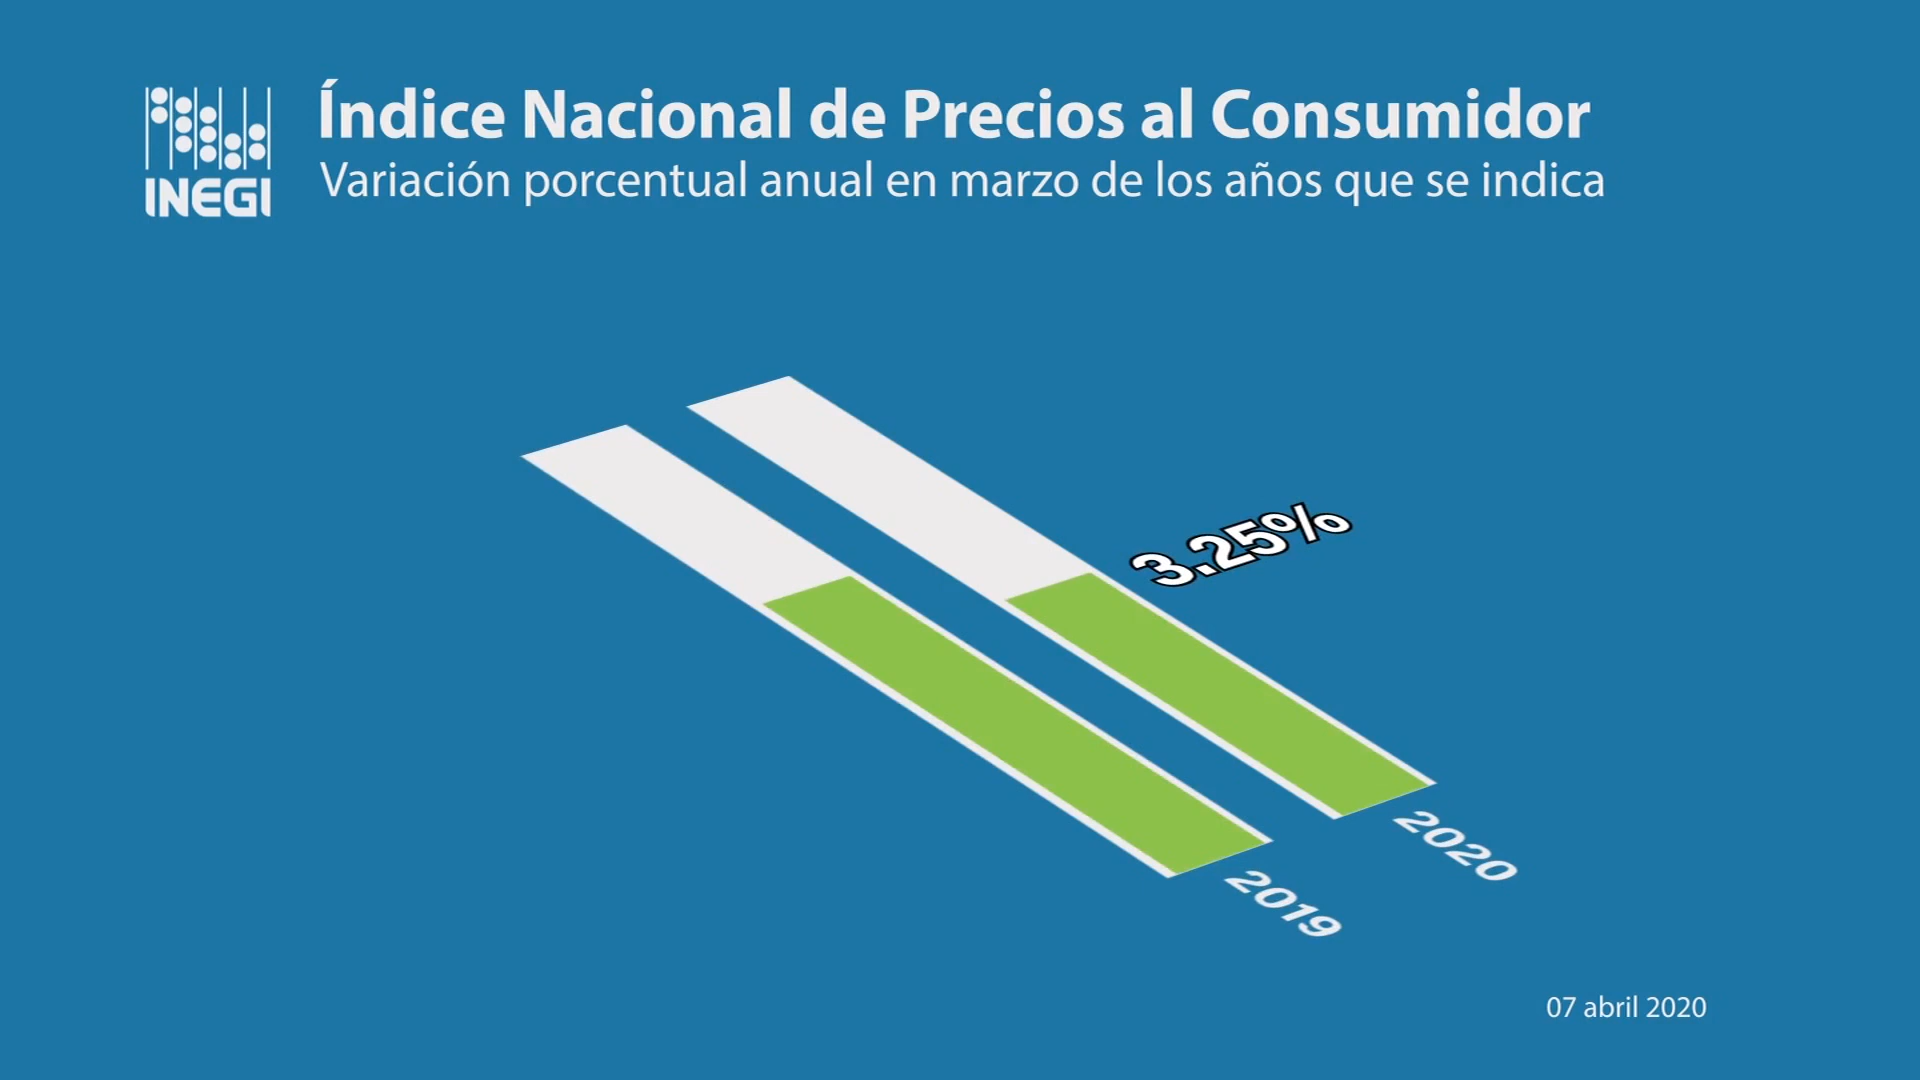 INEGI
Índice Nacional de Precios al Consumidor
Variación porcentual anual en marzo de los años que se indica
3.25%
2020
2019
07 abril 2020